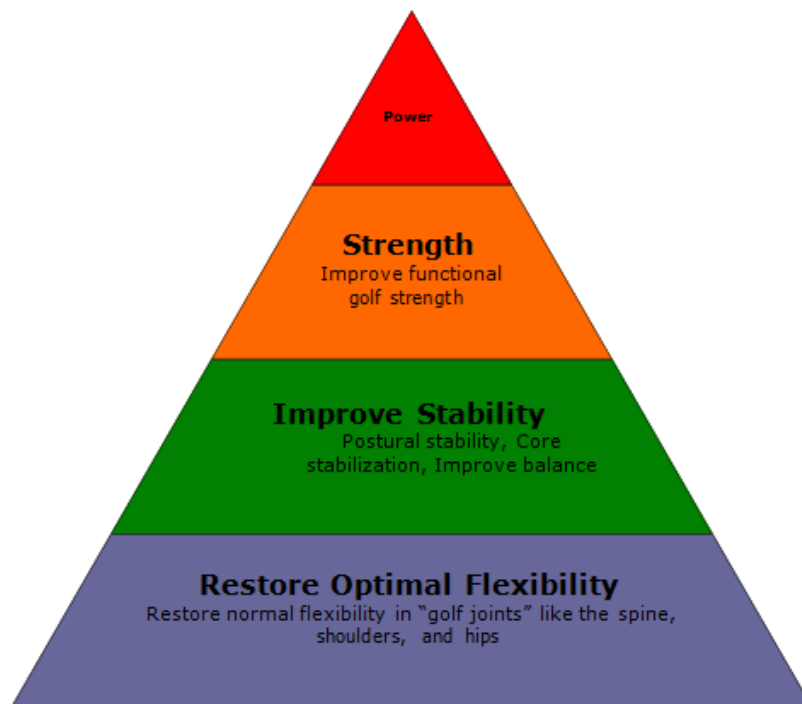 Power
Strength
Improve functional
golf strength
Improve Stability
Postural stability, Core
stabilization, Improve balance
Restore Optimal Flexibility
Restore normal flexibility in “golf joints” like the spine,
shoulders, and hips